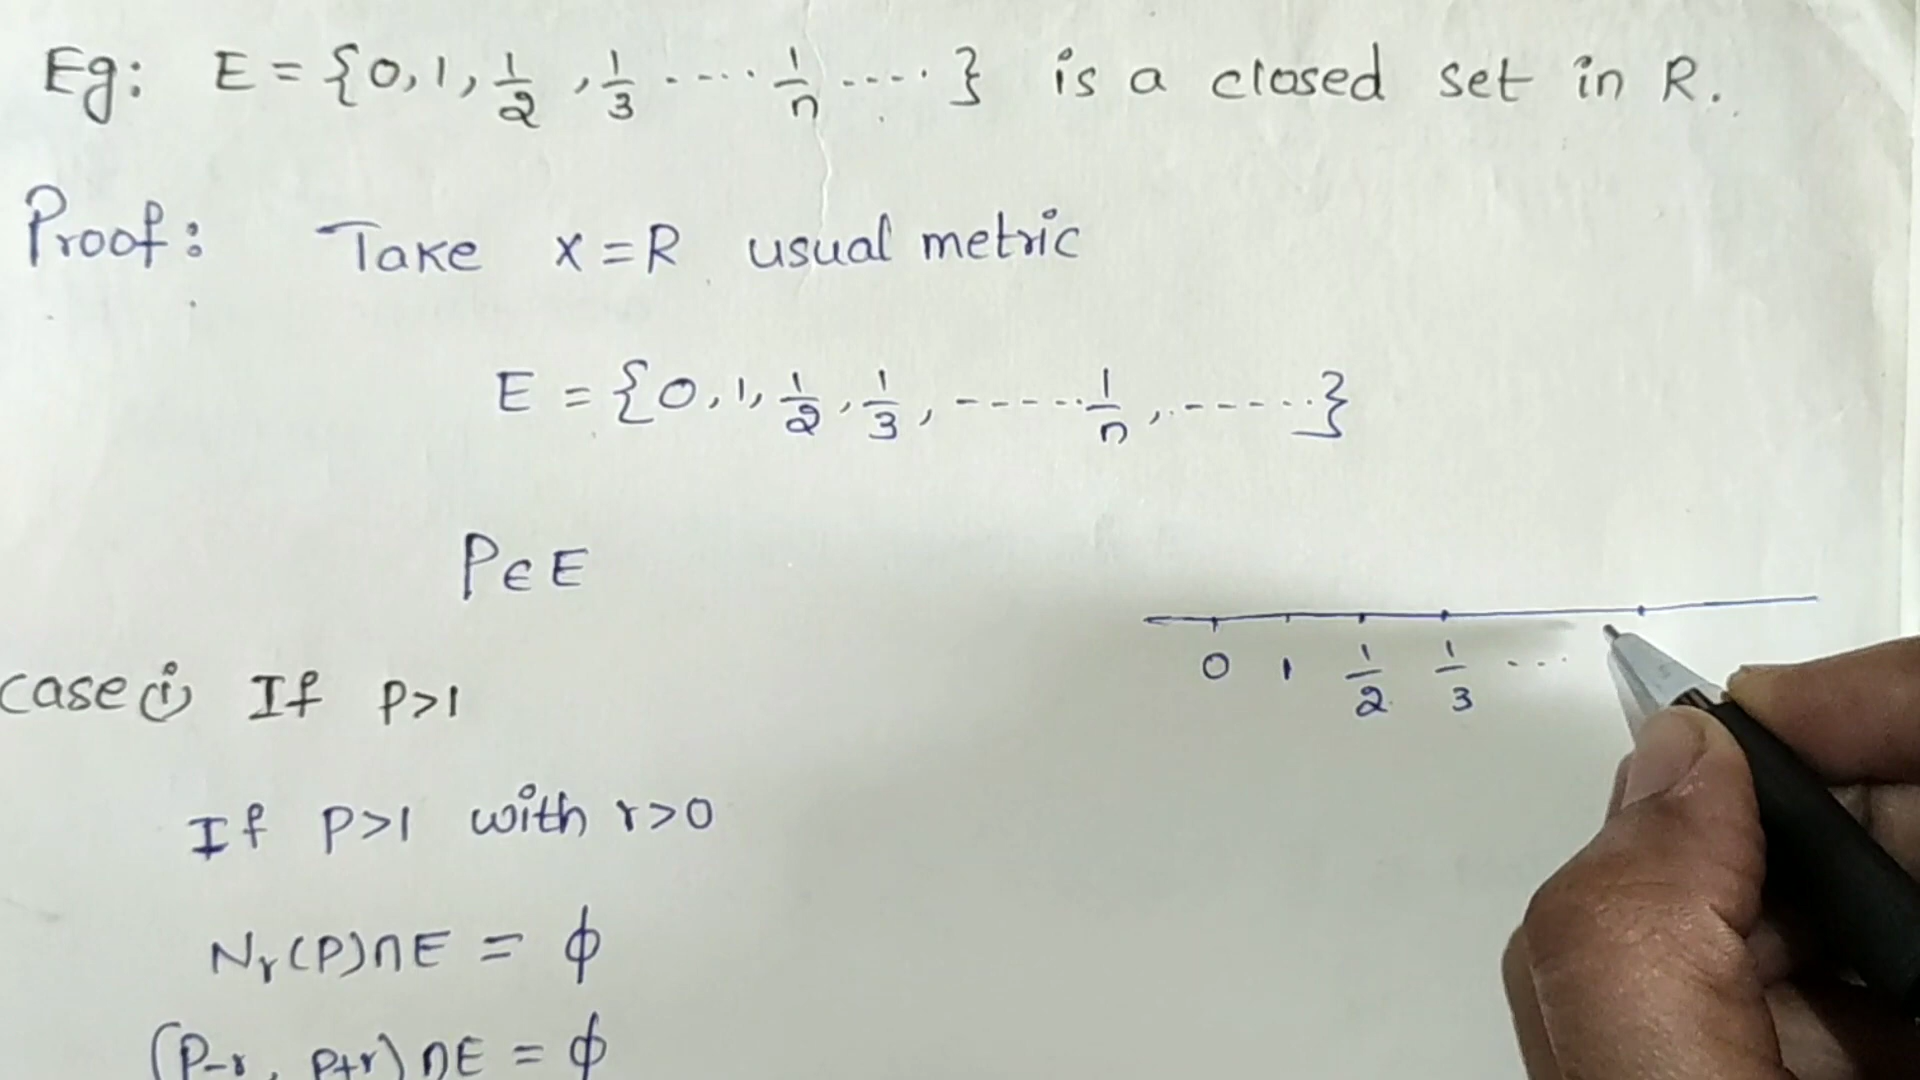 Eg: E = {0, 1, 1/2, 1/3 ---- 1/n ----} is a closed set in R.
Proof: Take X = R usual metric
E = {0, 1, 1/2, 1/3, ----- 1/n, -----}
P ∈ E
0 1 1/2 1/3 ...
case (i) If P>1
If P>1 with r>0
Nr(P)∩E = ϕ
(P-r, P+r)∩E = ϕ